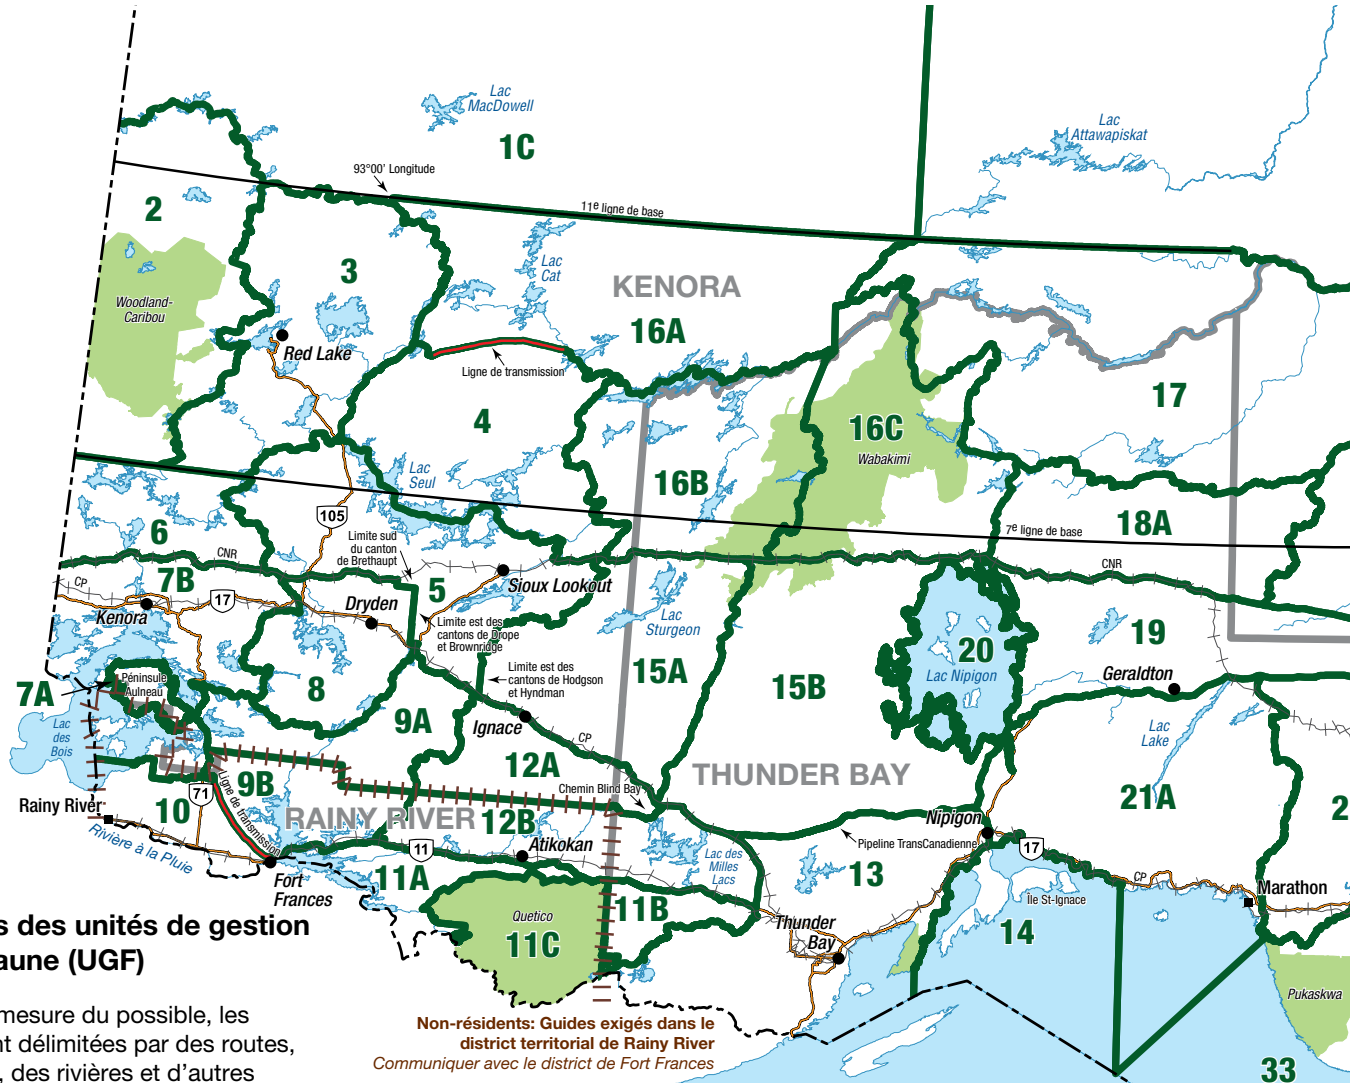 Lac
MacDowell
1C
Lac
Attawapiskat
93°00' Longitude
11e ligne de base
2
3
Lac
Cat
KENORA
16A
Woodland-
Caribou
Red Lake
Ligne de transmission
4
17
16C
Wabakimi
16B
Lac
Seul
18A
7e ligne de base
105
Limite sud
du canton
de Brethaupt
6
CNR
CNR
7B
CP
17
Kenora
Dryden
5
Sioux Lookout
Limite est des
cantons de Drope
et Brownridge
Lac
Sturgeon
19
20
Lac Nipigon
Geraldton
Limite est des
cantons de Hodgson
et Hyndman
15A
15B
7A
Péninsule
Aulneau
8
9A
Ignace
CP
Lac
des
Bois
Lac
Lake
12A
THUNDER BAY
Chemin Blind Bay
21A
2
Rainy River
10
71
9B
Ligne de transmission
RAINY RIVER
12B
Nipigon
Pipeline TransCanadienne
17
Rivière à la Pluie
11
Atikokan
Lac des
Milles
Lacs
13
CP
Fort
Frances
11A
Île St-Ignace
Marathon
Quetico
11C
11B
Thunder
Bay
14
s des unités de gestion
aune (UGF)
Pukaskwa
mesure du possible, les
nt délimitées par des routes,
, des rivières et d'autres
Non-résidents: Guides exigés dans le
district territorial de Rainy River
Communiquer avec le district de Fort Frances
33